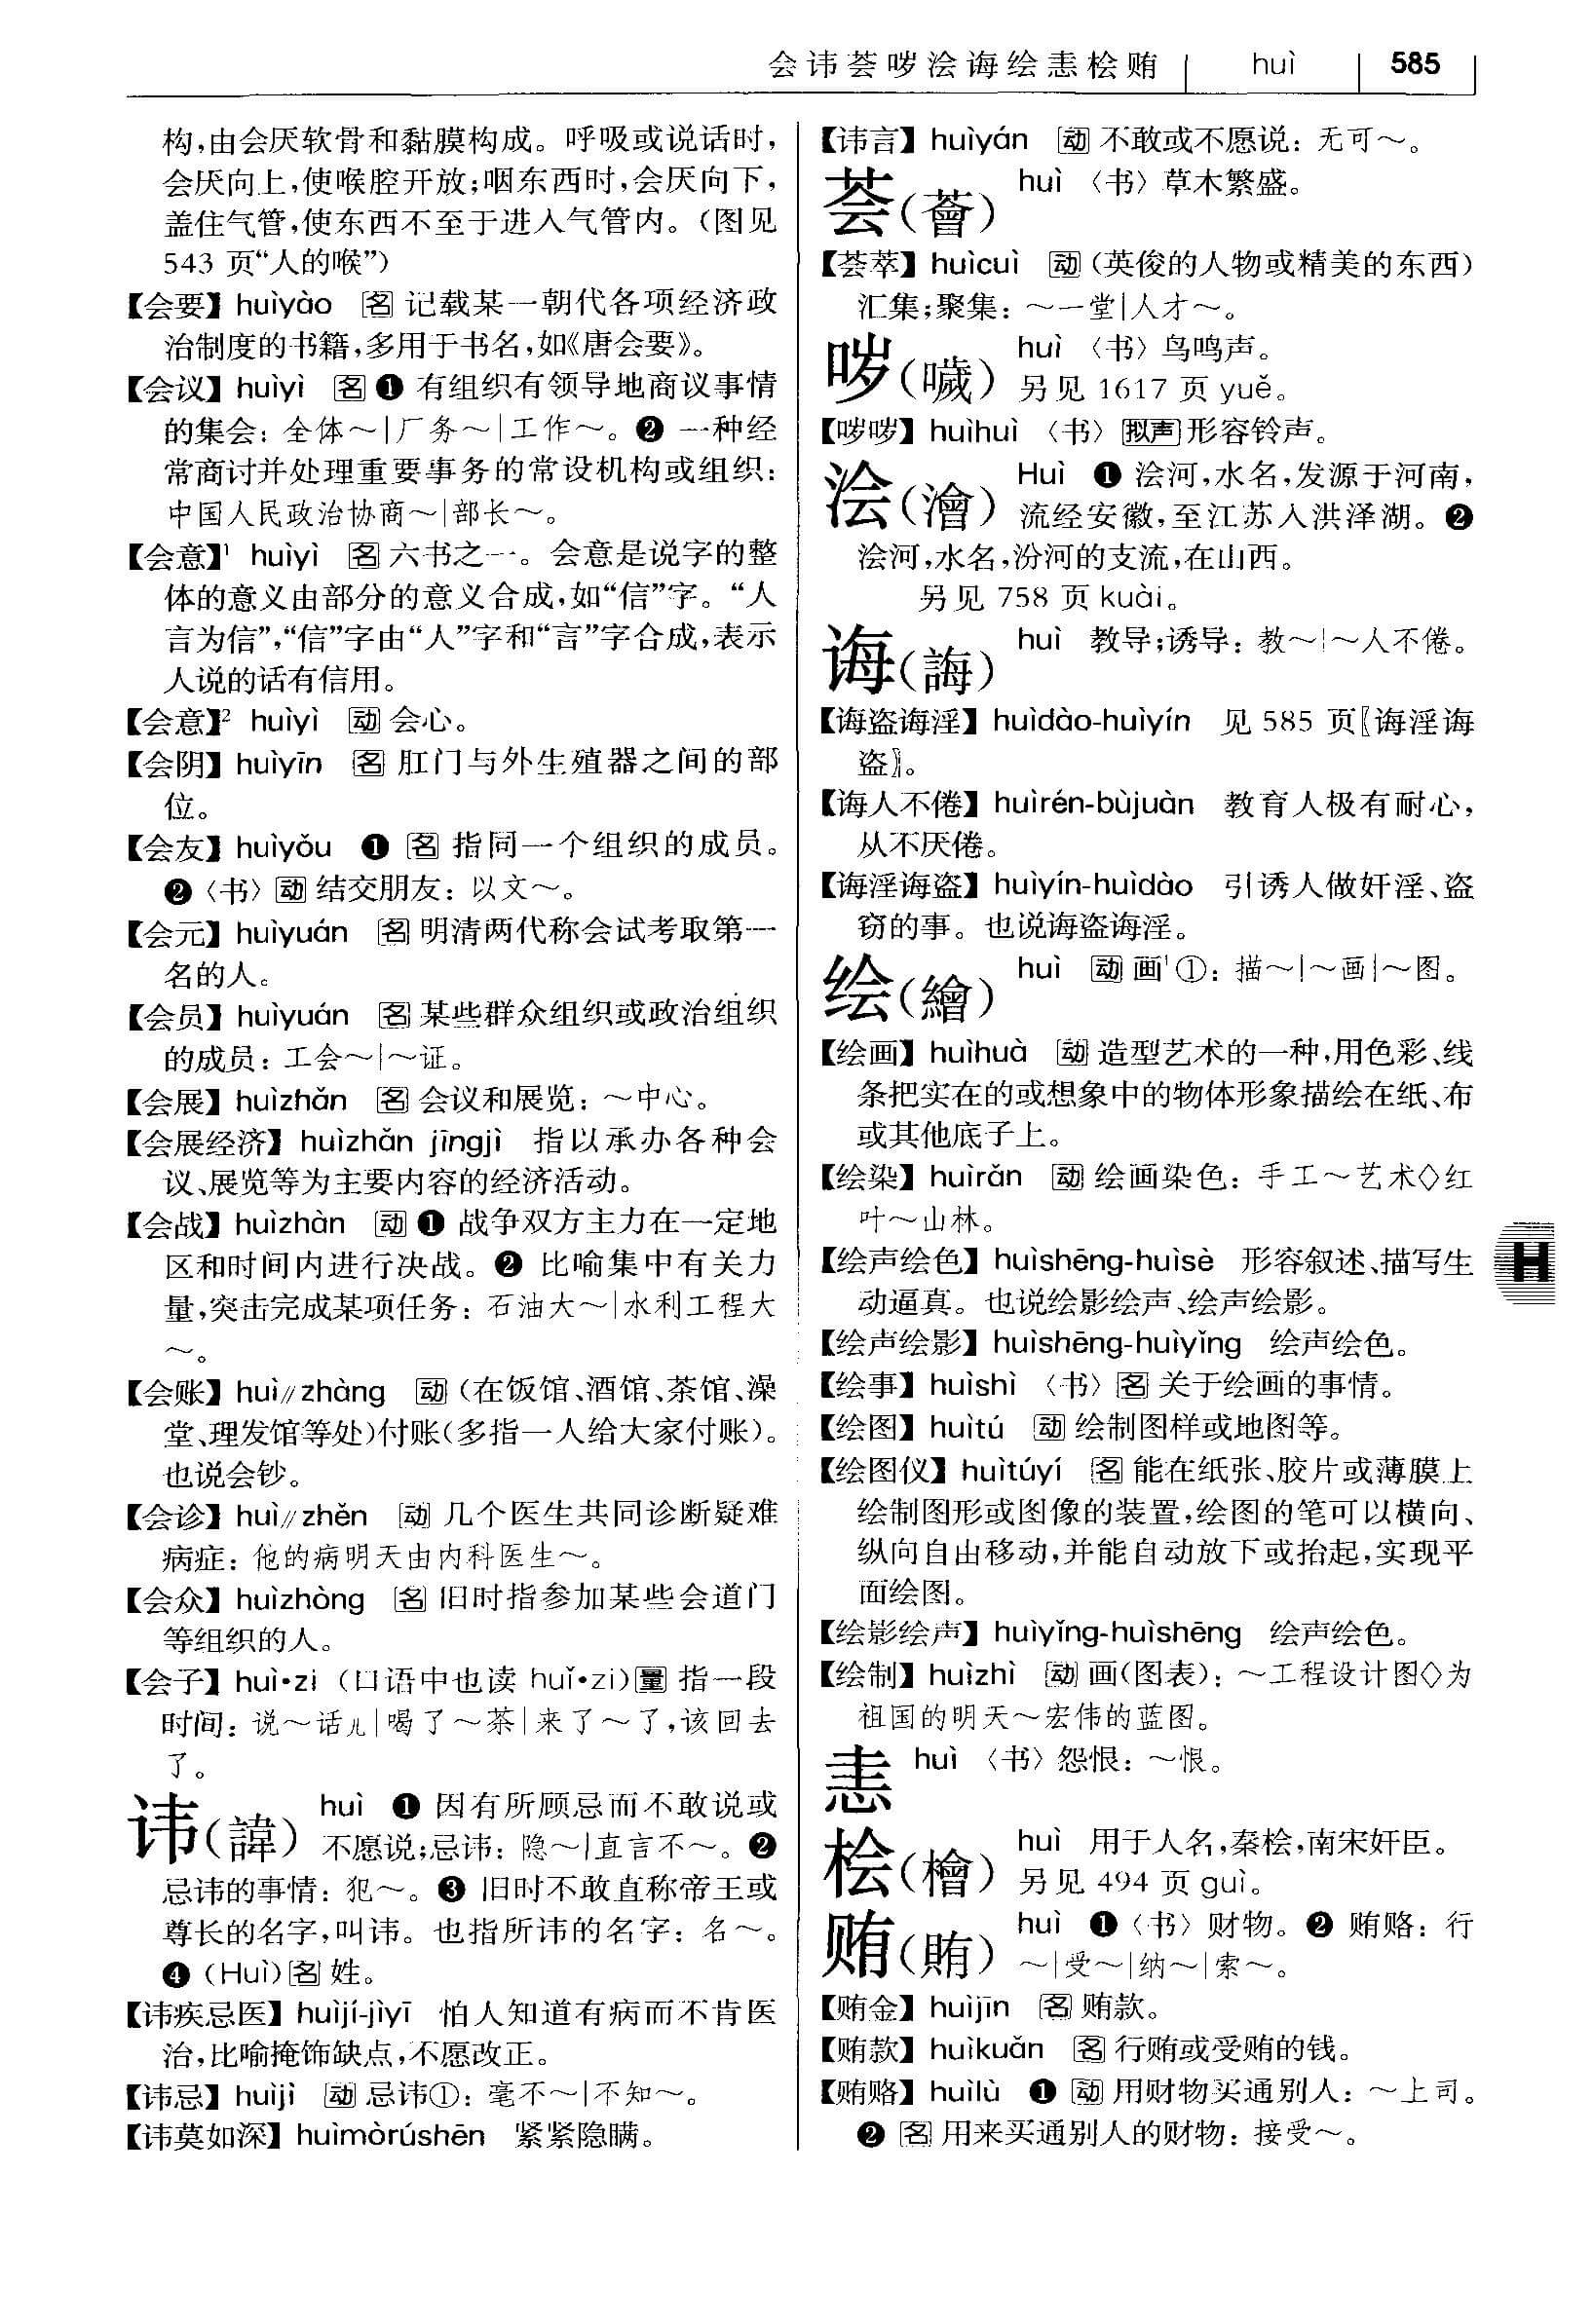 会讳荟哕浍诲绘恚桧贿 huì 585
构,由会厌软骨和黏膜构成。呼吸或说话时,
会厌向上,使喉腔开放;咽东西时,会厌向下,
盖住气管,使东西不至于进入气管内。(图见
543 页“人的喉”)
【会要】huìyào 名 记载某一朝代各项经济政
治制度的书籍,多用于书名,如《唐会要》。
【会议】huìyì 名 ❶ 有组织有领导地商议事情
的集会:全体~|厂务~|工作~。❷ 一种经
常商讨并处理重要事务的常设机构或组织:
中国人民政治协商~|部长~。
【会意】¹ huìyì 名 六书之一。会意是说字的整
体的意义由部分的意义合成,如“信”字。“人
言为信”,“信”字由“人”字和“言”字合成,表示
人说的话有信用。
【会意】² huìyì 动 会心。
【会阴】huìyīn 名 肛门与外生殖器之间的部
位。
【会友】huìyǒu ❶ 名 指同一个组织的成员。
❷〈书〉动 结交朋友:以文~。
【会元】huìyuán 名 明清两代称会试考取第一
名的人。
【会员】huìyuán 名 某些群众组织或政治组织
的成员:工会~|~证。
【会展】huìzhǎn 名 会议和展览:~中心。
【会展经济】huìzhǎn jīngjì 指以承办各种会
议、展览等为主要内容的经济活动。
【会战】huìzhàn 动 ❶ 战争双方主力在一定地
区和时间内进行决战。❷ 比喻集中有关力
量,突击完成某项任务:石油大~|水利工程大
~。
【会账】huì//zhàng 动 (在饭馆、酒馆、茶馆、澡
堂、理发馆等处)付账(多指一人给大家付账)。
也说会钞。
【会诊】huì//zhěn 动 几个医生共同诊断疑难
病症:他的病明天由内科医生~。
【会众】huìzhòng 名 旧时指参加某些会道门
等组织的人。
【会子】huì•zi (口语中也读 huǐ•zi)量 指一段
时间:说~话儿|喝了~茶|来了~了,该回去
了。
讳(諱) huì ❶ 因有所顾忌而不敢说或
不愿说;忌讳:隐~|直言不~。❷
忌讳的事情:犯~。❸ 旧时不敢直称帝王或
尊长的名字,叫讳。也指所讳的名字:名~。
❹ (Huì)名 姓。
【讳疾忌医】huìjí-jìyī 怕人知道有病而不肯医
治,比喻掩饰缺点,不愿改正。
【讳忌】huìjì 动 忌讳①:毫不~|不知~。
【讳莫如深】huìmòrúshēn 紧紧隐瞒。
【讳言】huìyán 动 不敢或不愿说:无可~。
荟(薈) huì 〈书〉草木繁盛。
【荟萃】huìcuì 动 (英俊的人物或精美的东西)
汇集;聚集:~一堂|人才~。
哕(噦) huì 〈书〉鸟鸣声。
另见 1617 页 yuě。
【哕哕】huìhuì 〈书〉拟声 形容铃声。
浍(澮) Huì ❶ 浍河,水名,发源于河南,
流经安徽,至江苏入洪泽湖。❷
浍河,水名,汾河的支流,在山西。
另见 758 页 kuài。
诲(誨) huì 教导;诱导:教~|~人不倦。
【诲盗诲淫】huìdào-huìyín 见 585 页〖诲淫诲
盗〗。
【诲人不倦】huìrén-bùjuàn 教育人极有耐心,
从不厌倦。
【诲淫诲盗】huìyín-huìdào 引诱人做奸淫、盗
窃的事。也说诲盗诲淫。
绘(繪) huì 动 画¹①:描~|~画|~图。
【绘画】huìhuà 动 造型艺术的一种,用色彩、线
条把实在的或想象中的物体形象描绘在纸、布
或其他底子上。
【绘染】huìrǎn 动 绘画染色:手工~艺术◇红
叶~山林。
【绘声绘色】huìshēng-huìsè 形容叙述、描写生
动逼真。也说绘影绘声、绘声绘影。
【绘声绘影】huìshēng-huìyǐng 绘声绘色。
【绘事】huìshì 〈书〉名 关于绘画的事情。
【绘图】huìtú 动 绘制图样或地图等。
【绘图仪】huìtúyí 名 能在纸张、胶片或薄膜上
绘制图形或图像的装置,绘图的笔可以横向、
纵向自由移动,并能自动放下或抬起,实现平
面绘图。
【绘影绘声】huìyǐng-huìshēng 绘声绘色。
【绘制】huìzhì 动 画(图表):~工程设计图◇为
祖国的明天~宏伟的蓝图。
恚 huì 〈书〉怨恨:~恨。
桧(檜) huì 用于人名,秦桧,南宋奸臣。
另见 494 页 guì。
贿(賄) huì ❶〈书〉财物。❷ 贿赂:行
~|受~|纳~|索~。
【贿金】huìjīn 名 贿款。
【贿款】huìkuǎn 名 行贿或受贿的钱。
【贿赂】huìlù ❶ 动 用财物买通别人:~上司。
❷ 名 用来买通别人的财物:接受~。
H